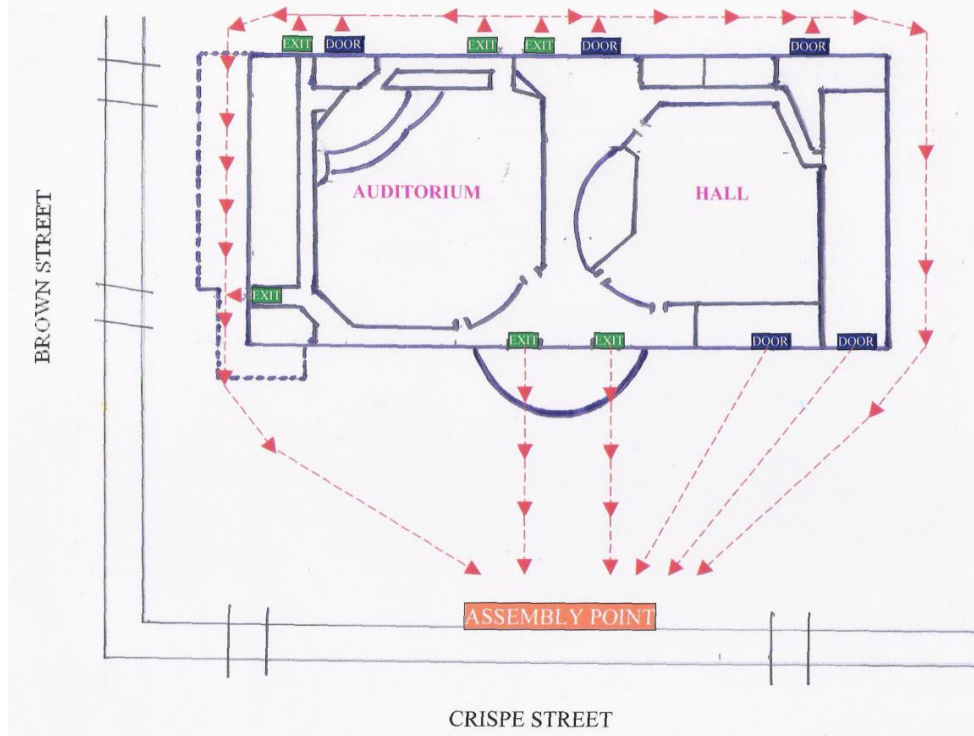 EXIT
DOOR
EXIT
EXIT
DOOR
DOOR
AUDITORIUM
HALL
BROWN STREET
EXIT
EXIT
EXIT
DOOR
DOOR
ASSEMBLY POINT
CRISPE STREET